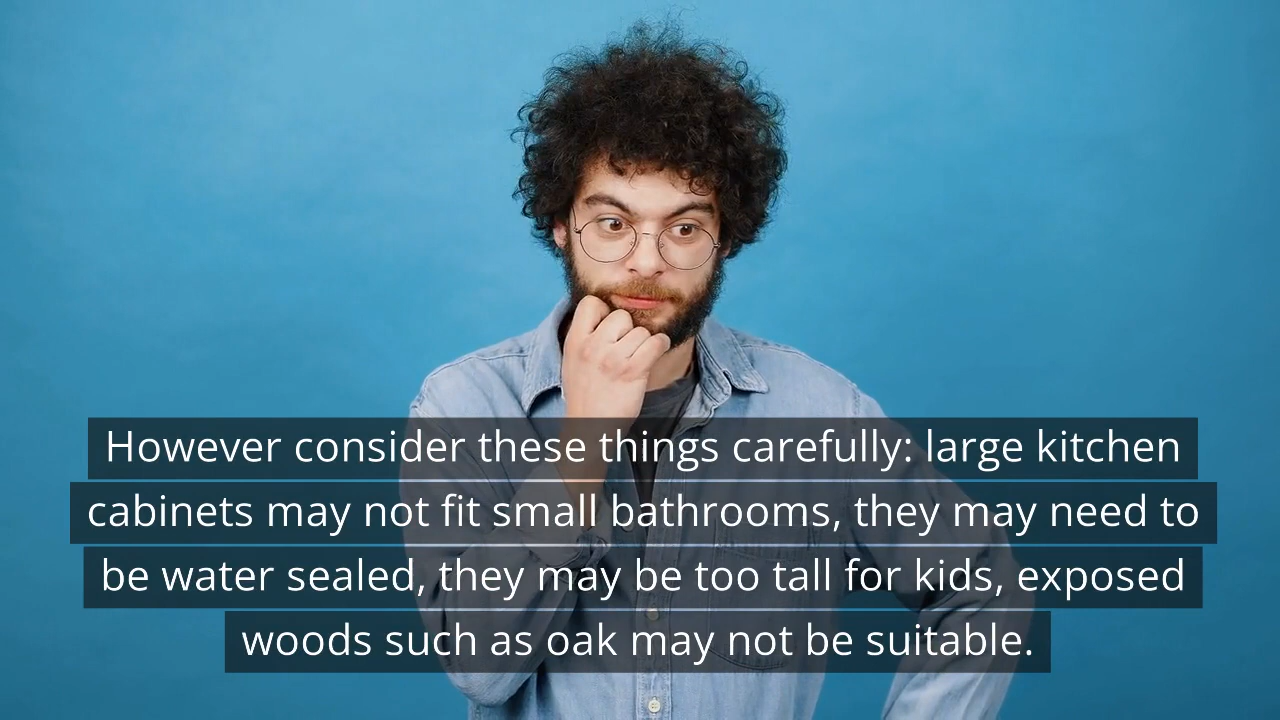 However consider these things carefully: large kitchen
cabinets may not fit small bathrooms, they may need to
be water sealed, they may be too tall for kids, exposed
woods such as oak may not be suitable.